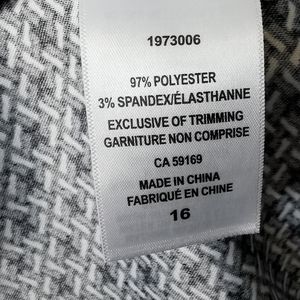 1973006
97% POLYESTER
3% SPANDEX/ÉLASTHANNE
EXCLUSIVE OF TRIMMING
GARNITURE NON COMPRISE
CA 59169
MADE IN CHINA
FABRIQUÉ EN CHINE
16